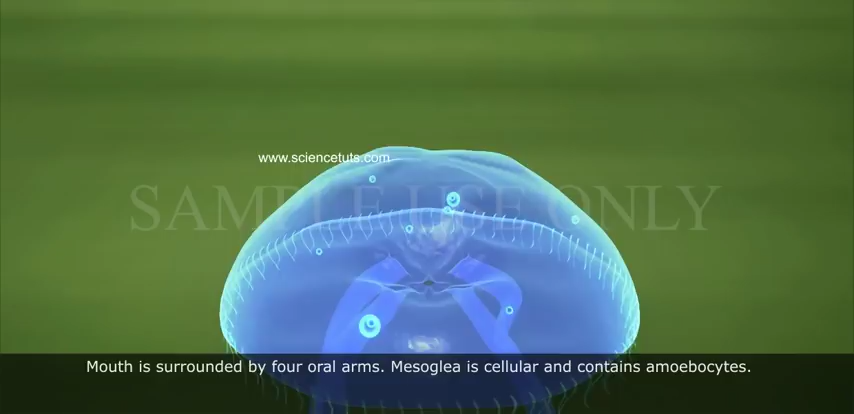 www.sciencetuts.com
SAMPLE USE ONLY
Mouth is surrounded by four oral arms. Mesoglea is cellular and contains amoebocytes.